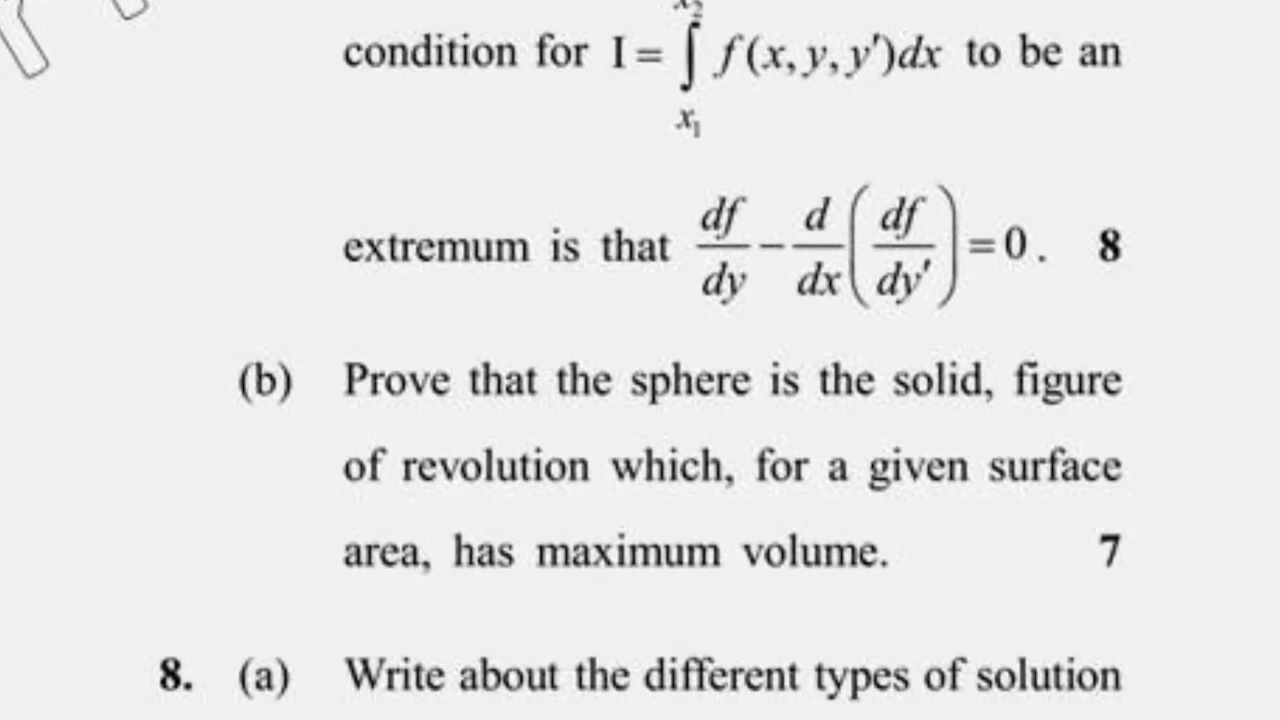 condition for I = ∫_{x₁}^{x₂} f(x, y, y')dx to be an
extremum is that df/dy − d/dx (df/dy') = 0. 8
(b) Prove that the sphere is the solid, figure
of revolution which, for a given surface
area, has maximum volume. 7
8. (a) Write about the different types of solution